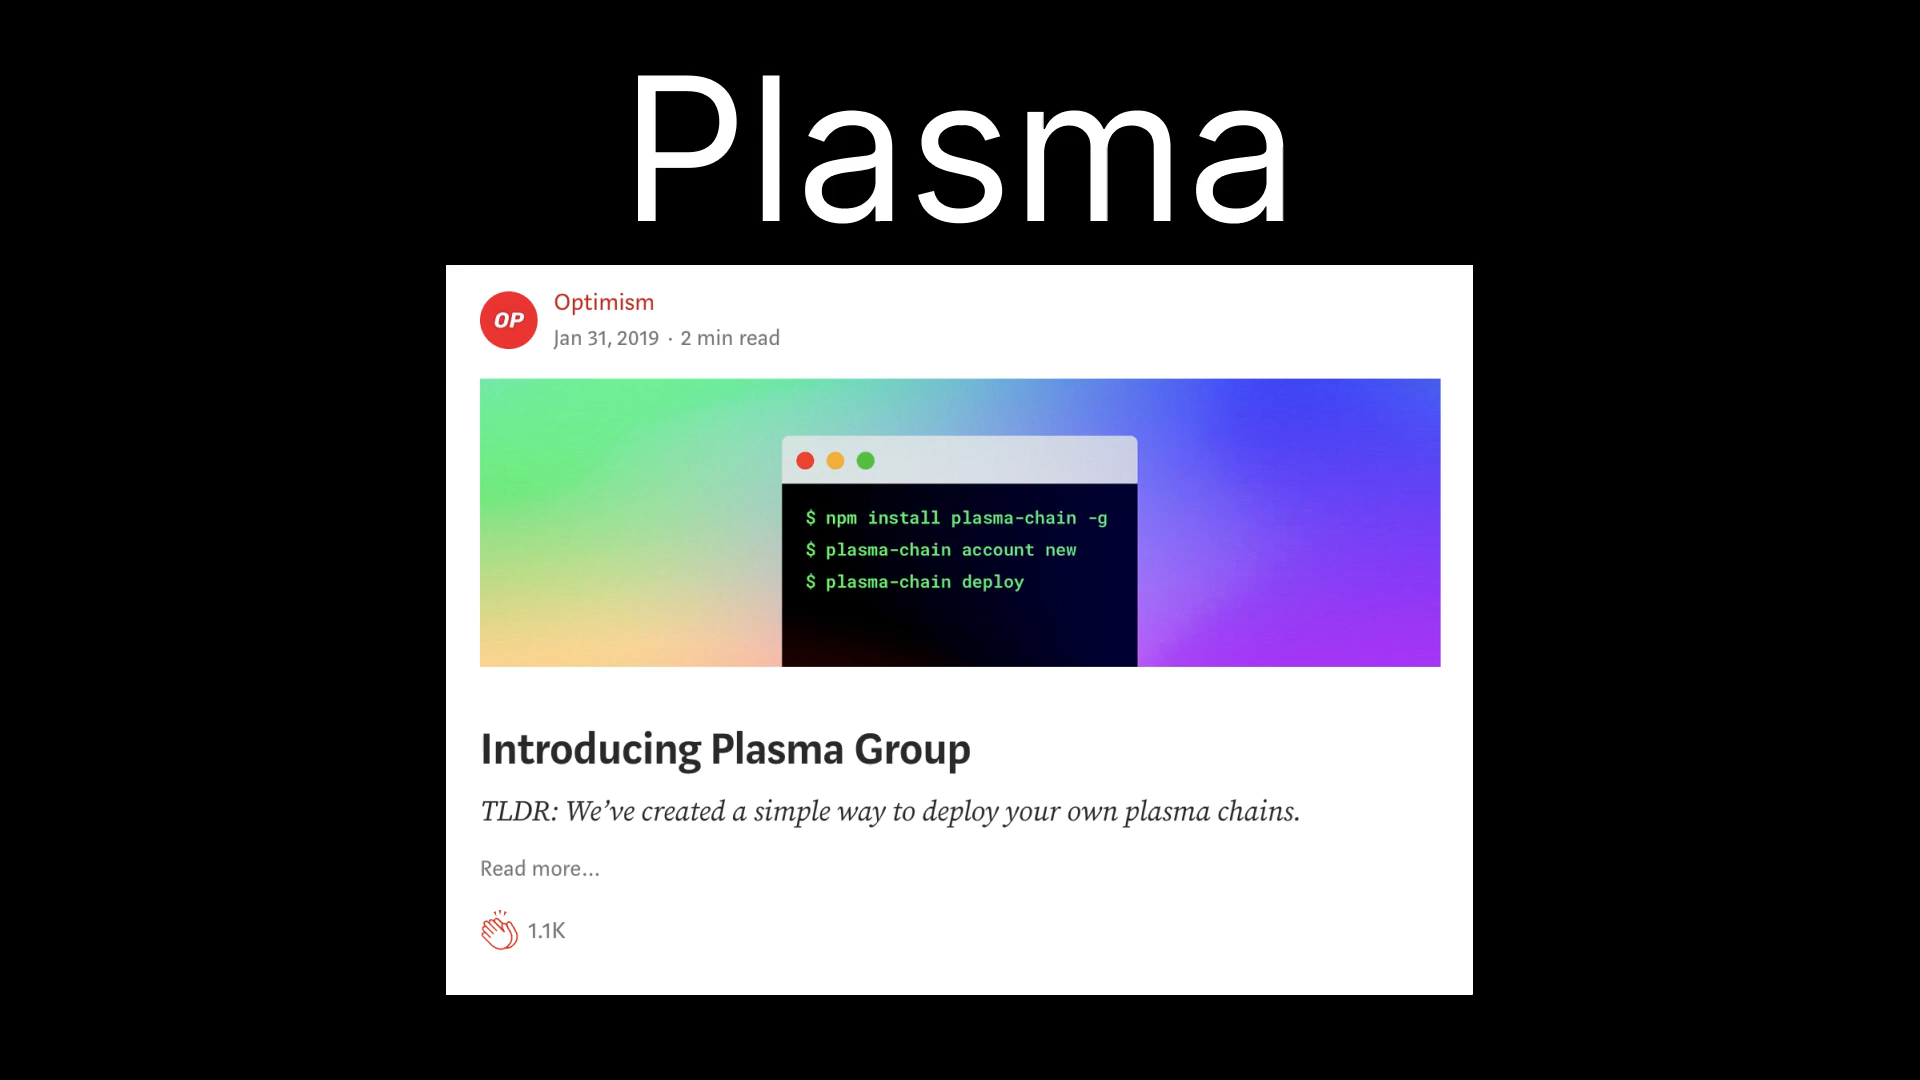 Plasma
OP
Optimism
Jan 31, 2019 · 2 min read
$ npm install plasma-chain -g
$ plasma-chain account new
$ plasma-chain deploy
Introducing Plasma Group
TLDR: We’ve created a simple way to deploy your own plasma chains.
Read more…
1.1K